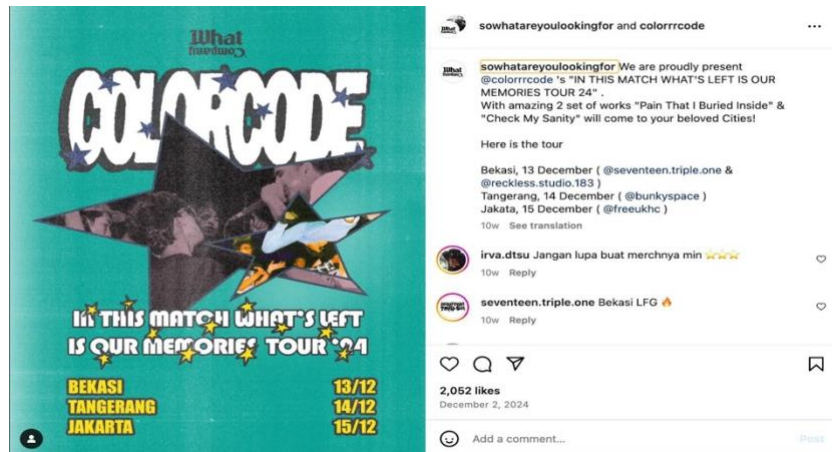 What
Company
COLORCODE
IN THIS MATCH WHAT'S LEFT
IS OUR MEMORIES TOUR '24
BEKASI 13/12
TANGERANG 14/12
JAKARTA 15/12
sowhatareyoulookingfor and colorrrcode
What
Company
sowhatareyoulookingfor We are proudly present
@colorrrcode 's "IN THIS MATCH WHAT'S LEFT IS OUR
MEMORIES TOUR 24" .
With amazing 2 set of works "Pain That I Buried Inside" &
"Check My Sanity" will come to your beloved Cities!
Here is the tour
Bekasi, 13 December ( @seventeen.triple.one &
@reckless.studio.183 )
Tangerang, 14 December ( @bunkyspace )
Jakata, 15 December ( @freeukhc )
10w See translation
irva.dtsu Jangan lupa buat merchnya min ⭐⭐⭐
10w Reply
seventeen.triple.one Bekasi LFG 🔥
10w Reply
2,052 likes
December 2, 2024
Add a comment...
Post